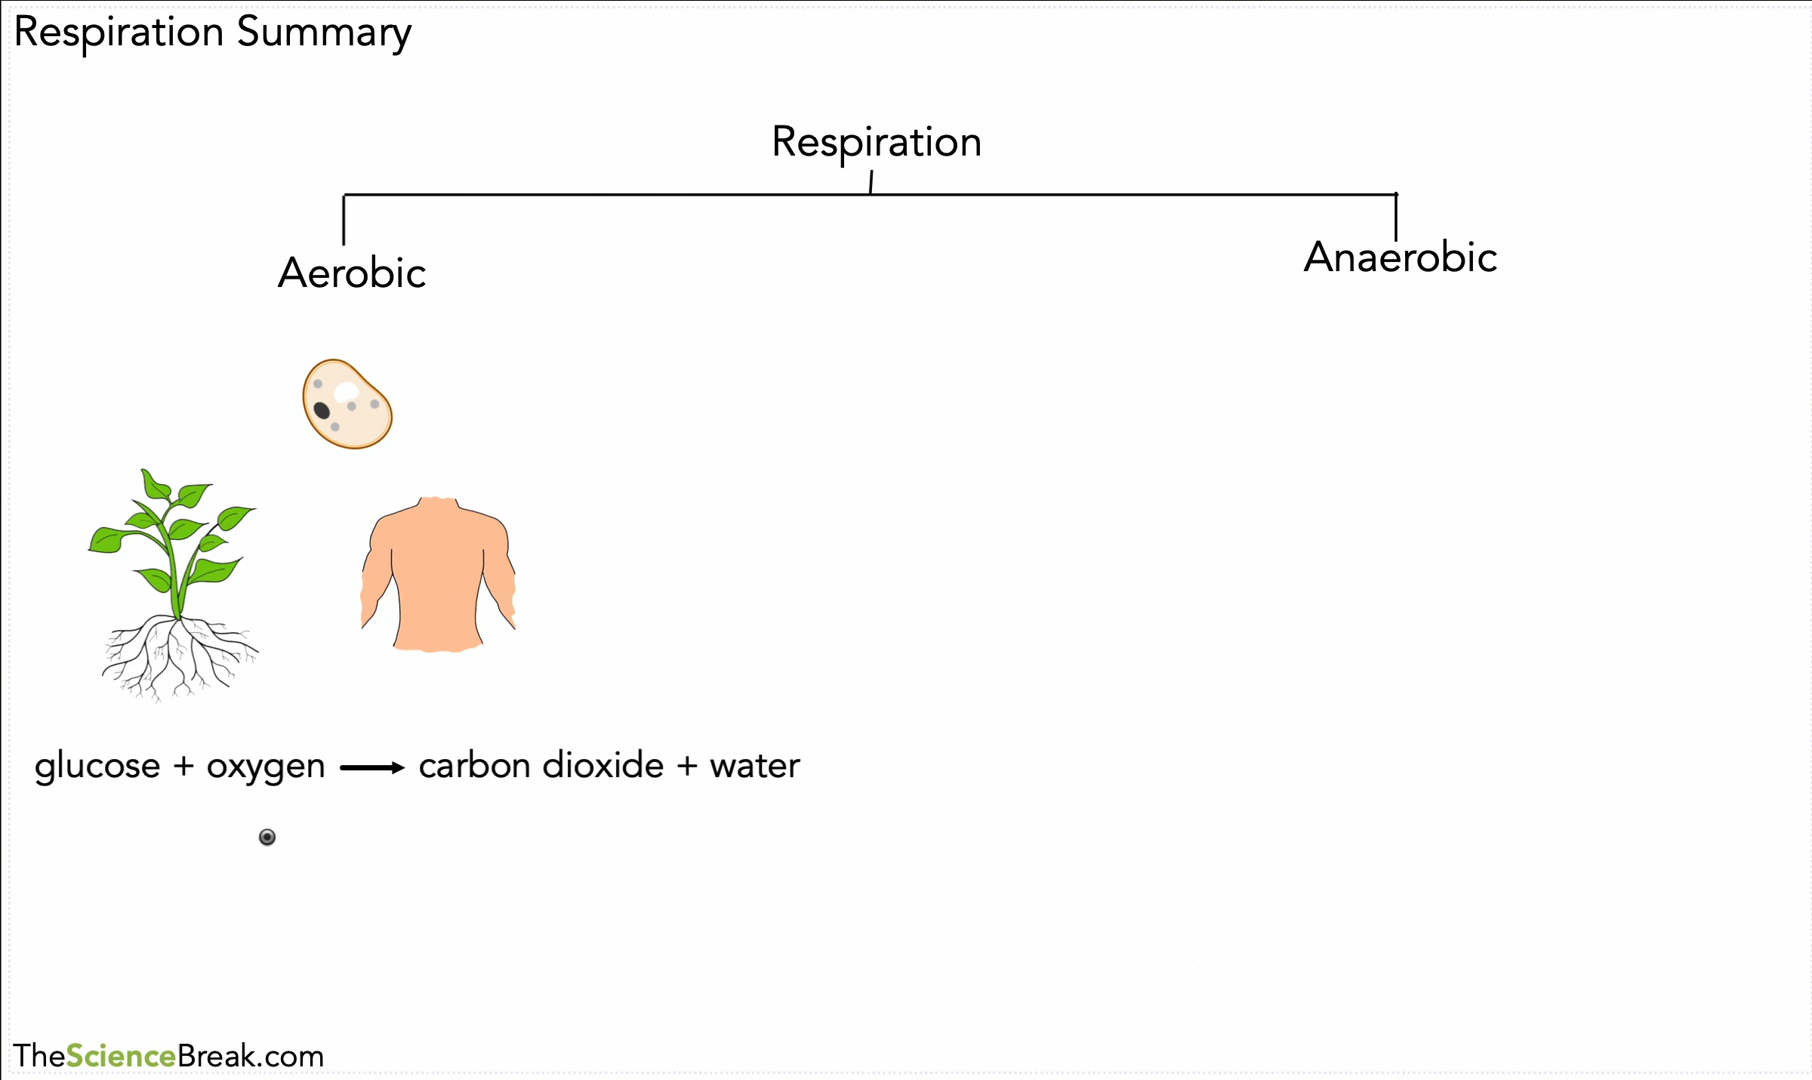 Respiration Summary
Respiration
Aerobic
Anaerobic
glucose + oxygen ⟶ carbon dioxide + water
TheScienceBreak.com